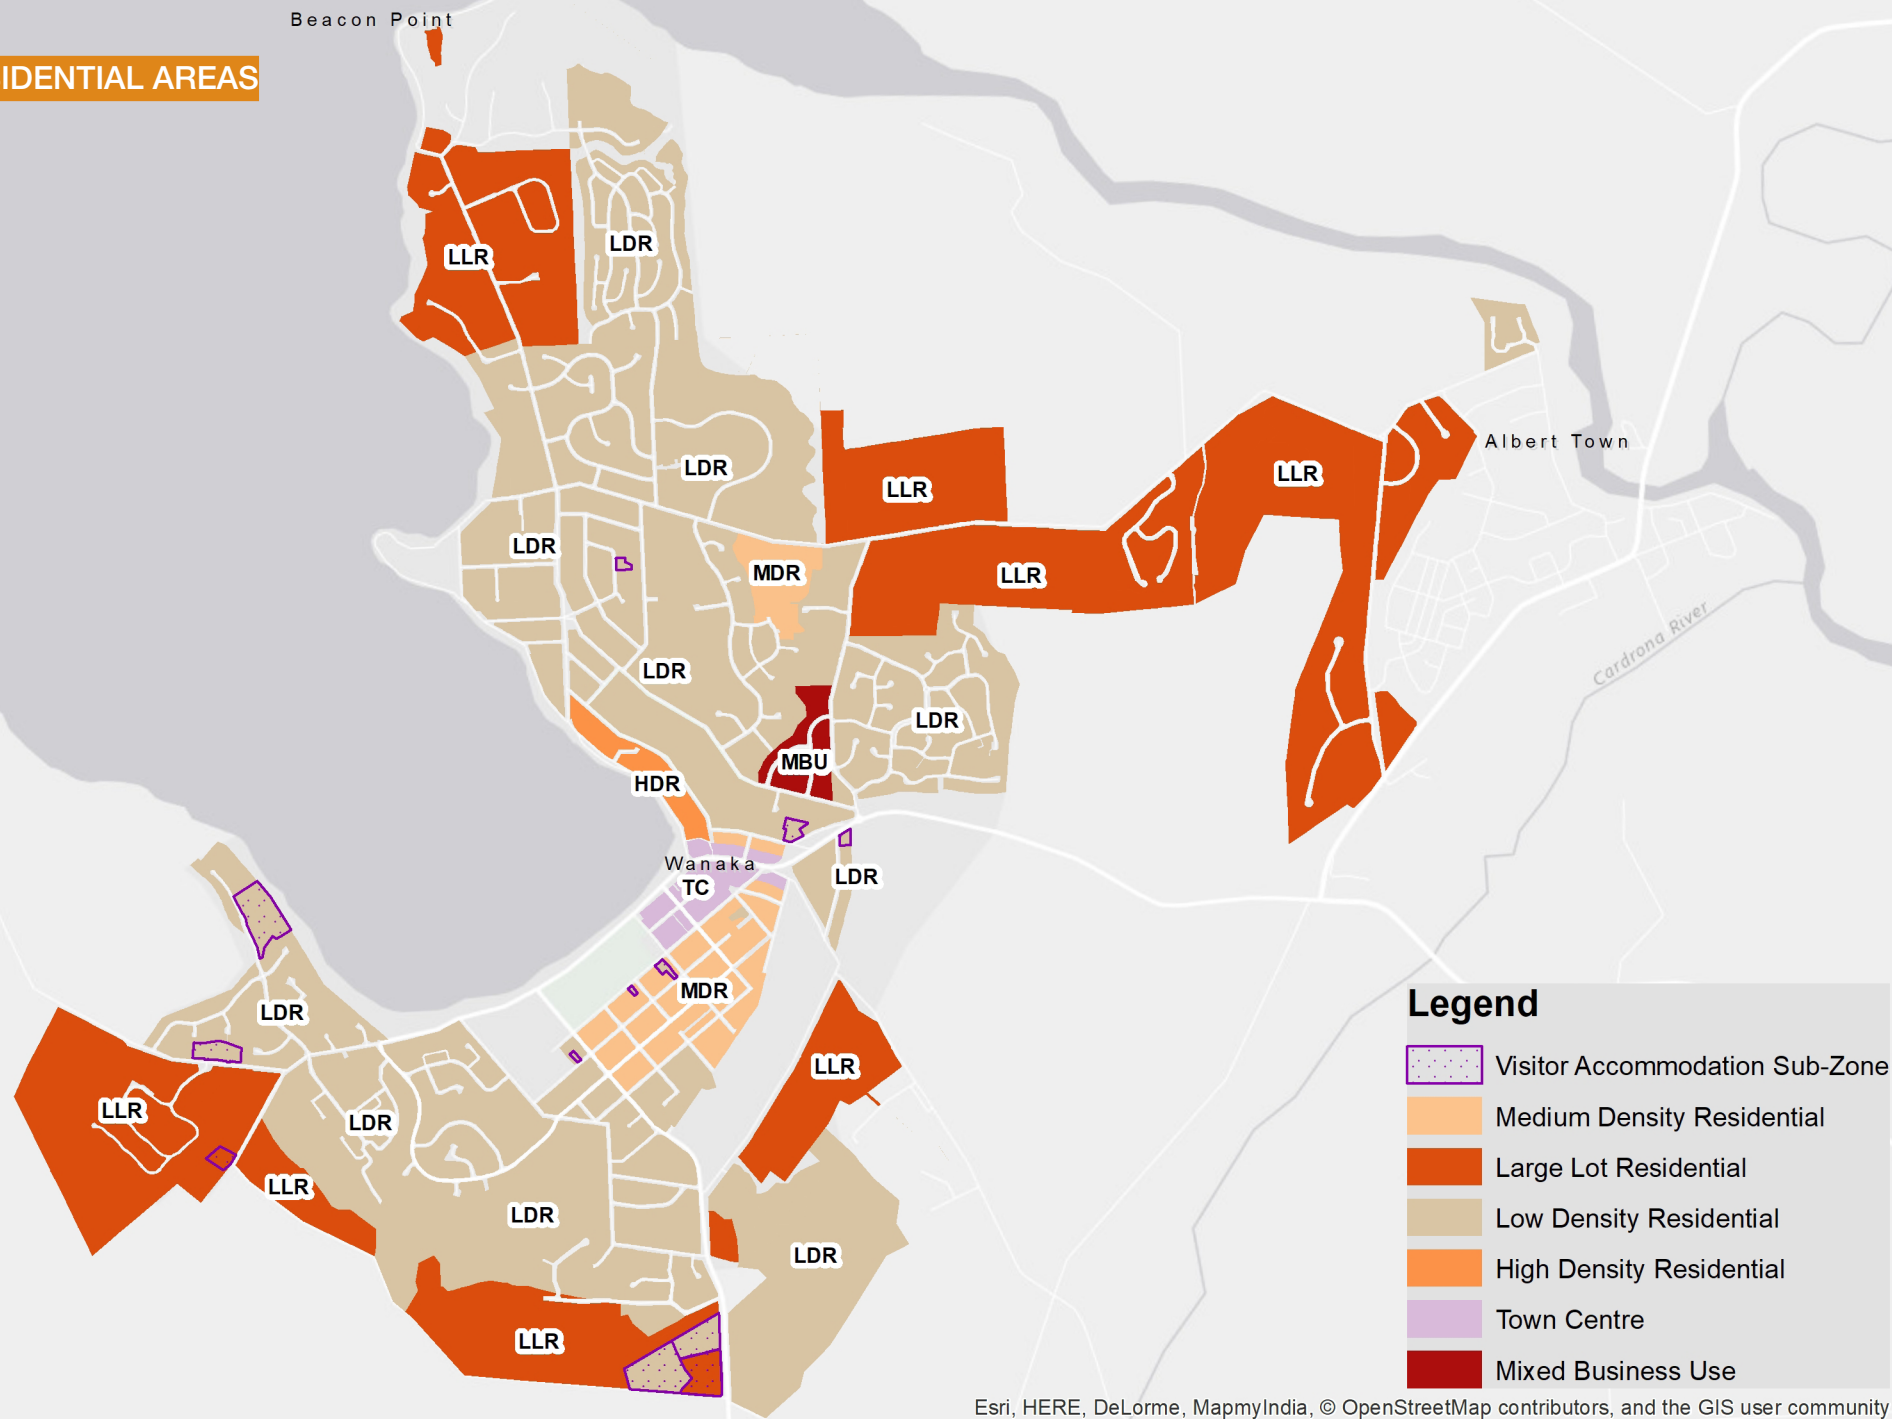 Beacon Point
IDENTIAL AREAS
LDR
LLR
Albert Town
LDR
LLR
LLR
LDR
MDR
LLR
Cardrona River
LDR
LDR
MBU
HDR
Wanaka
TC
LDR
MDR
LDR
LLR
LLR
LDR
LLR
LDR
LDR
LLR
Legend
Visitor Accommodation Sub-Zone
Medium Density Residential
Large Lot Residential
Low Density Residential
High Density Residential
Town Centre
Mixed Business Use
Esri, HERE, DeLorme, MapmyIndia, © OpenStreetMap contributors, and the GIS user community